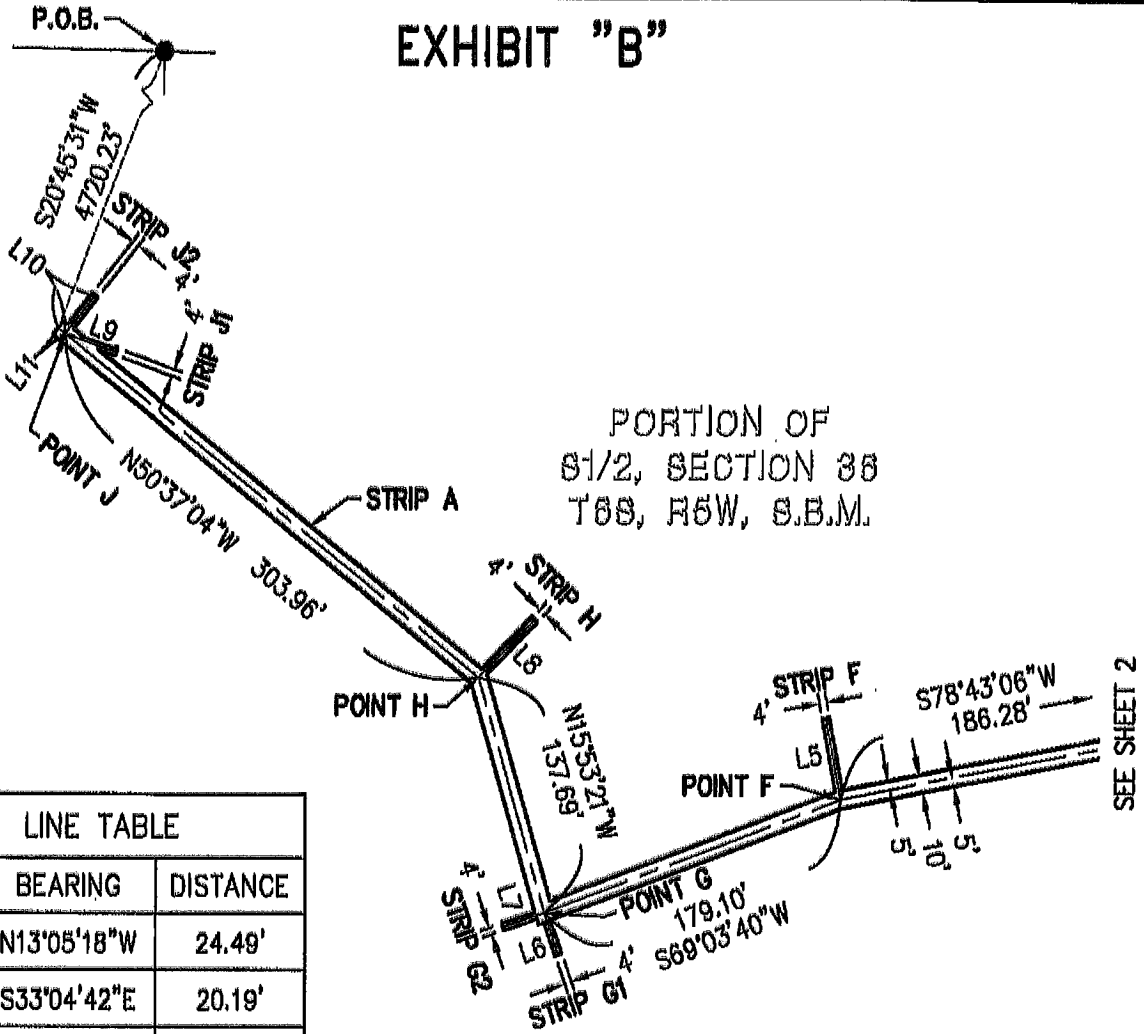 P.O.B.
EXHIBIT "B"
S20°45'31"W
4720.23'
STRIP J2
4'
L10
4'
STRIP J1
L9
L11
POINT J
N50°37'04"W 303.96'
STRIP A
PORTION OF
S1/2, SECTION 36
T6S, R5W, S.B.M.
4'
STRIP H
L8
POINT H
N15°53'21"W
137.69'
STRIP F
4'
L5
S78°43'06"W
186.28'
SEE SHEET 2
POINT F
5'
10'
5'
POINT G
179.10'
S69°03'40"W
4'
STRIP G2
L7
L6
4'
STRIP G1
LINE TABLE
BEARING DISTANCE
N13°05'18"W 24.49'
S33°04'42"E 20.19'